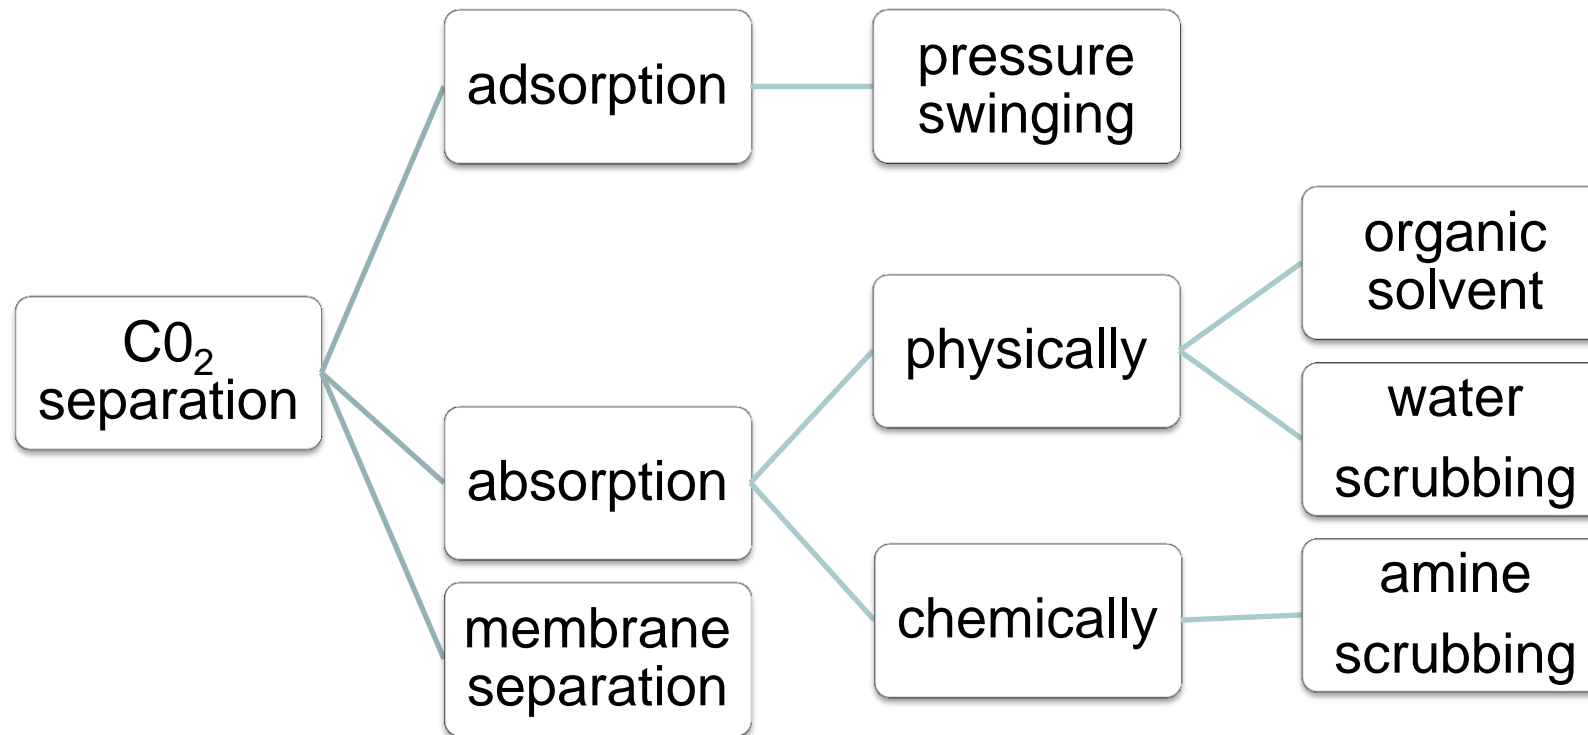 adsorption
pressure
swinging
C0₂
separation
absorption
membrane
separation
physically
chemically
organic
solvent
water
scrubbing
amine
scrubbing